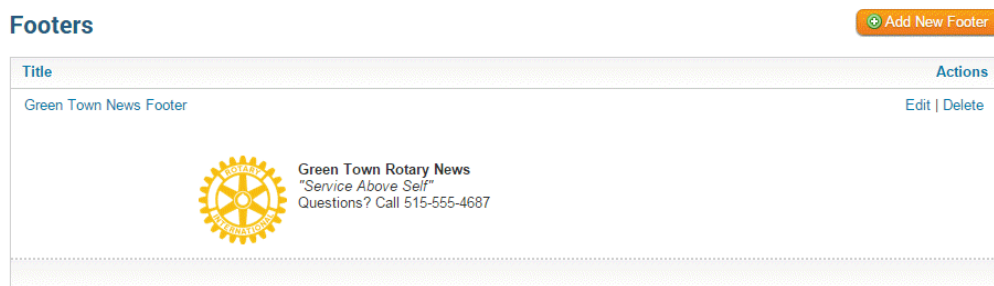 Footers
Add New Footer
Title Actions
Green Town News Footer Edit | Delete
ROTARY
INTERNATIONAL
Green Town Rotary News
"Service Above Self"
Questions? Call 515-555-4687